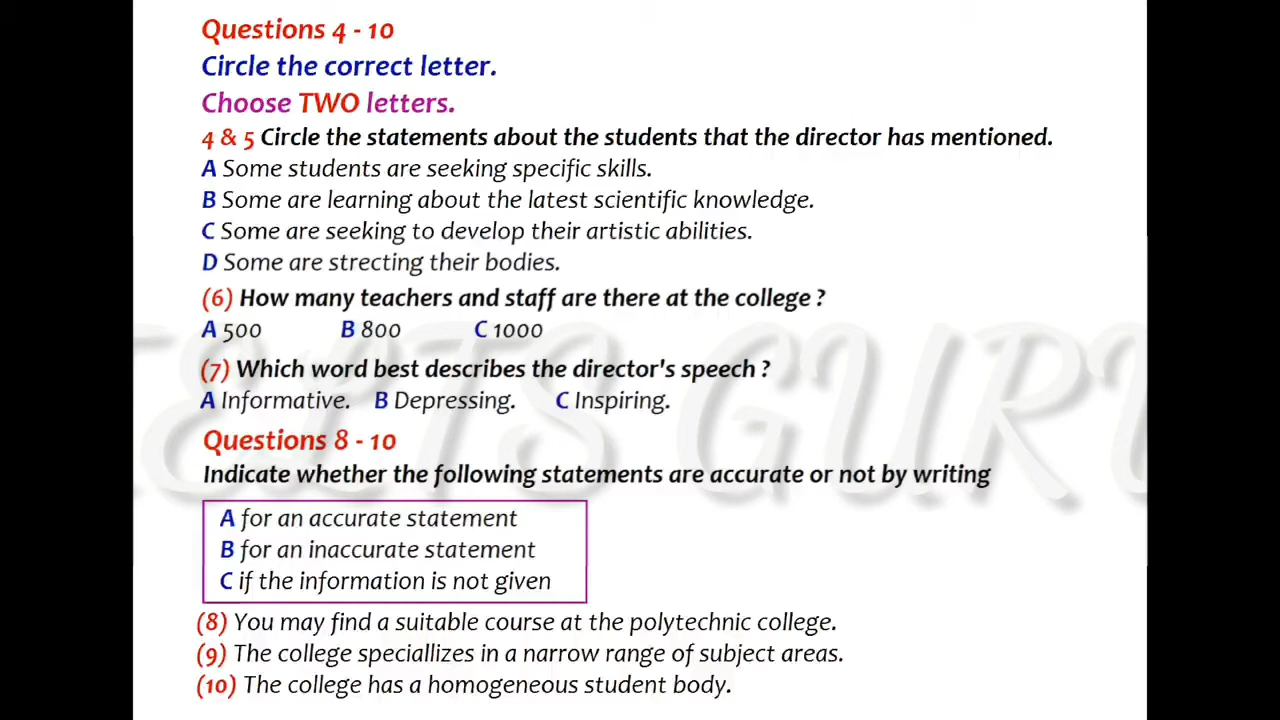 Questions 4 - 10
Circle the correct letter.
Choose TWO letters.
4 & 5 Circle the statements about the students that the director has mentioned.
A Some students are seeking specific skills.
B Some are learning about the latest scientific knowledge.
C Some are seeking to develop their artistic abilities.
D Some are strecting their bodies.
(6) How many teachers and staff are there at the college ?
A 500 B 800 C 1000
(7) Which word best describes the director's speech ?
A Informative. B Depressing. C Inspiring.
IELTS GURU
Questions 8 - 10
Indicate whether the following statements are accurate or not by writing
A for an accurate statement
B for an inaccurate statement
C if the information is not given
(8) You may find a suitable course at the polytechnic college.
(9) The college speciallizes in a narrow range of subject areas.
(10) The college has a homogeneous student body.